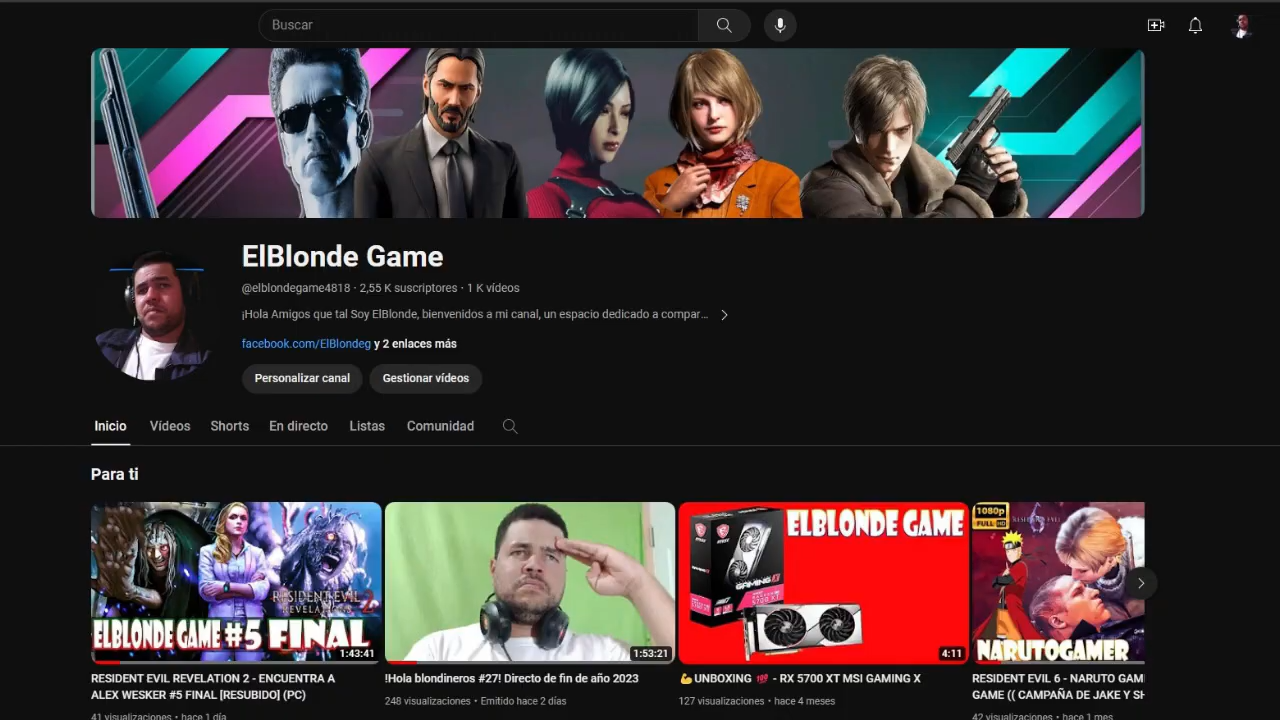 Buscar
ElBlonde Game
@elblondegame4818 · 2,55 K suscriptores · 1 K vídeos
¡Hola Amigos que tal Soy ElBlonde, bienvenidos a mi canal, un espacio dedicado a compar...
facebook.com/ElBlondeg y 2 enlaces más
Personalizar canal
Gestionar vídeos
Inicio
Vídeos
Shorts
En directo
Listas
Comunidad
Para ti
RESIDENT EVIL
REVELATIONS 2
ELBLONDE GAME #5 FINAL
1:43:41
RESIDENT EVIL REVELATION 2 - ENCUENTRA A
ALEX WESKER #5 FINAL [RESUBIDO] (PC)
41 visualizaciones · hace 1 día
1:53:21
!Hola blondineros #27! Directo de fin de año 2023
248 visualizaciones · Emitido hace 2 días
ELBLONDE GAME
GAMING X
4:11
💪UNBOXING 💯 - RX 5700 XT MSI GAMING X
127 visualizaciones · hace 4 meses
1080p
FULL HD
RESIDENT EVIL
NARUTOGAMER
RESIDENT EVIL 6 - NARUTO GAM
GAME (( CAMPAÑA DE JAKE Y SH
42 visualizaciones · hace 1 mes